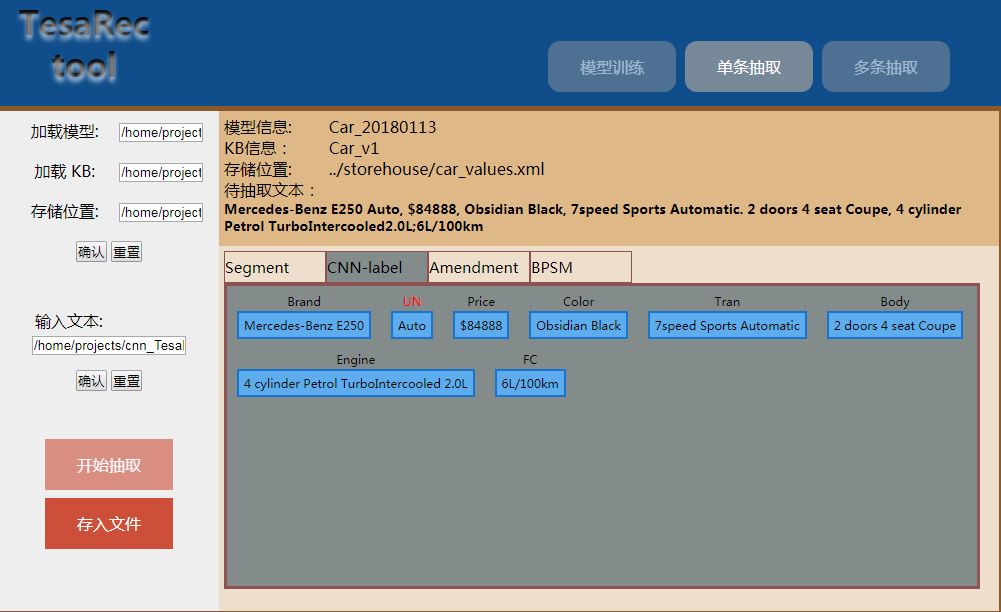 TesaRec
tool
模型训练
单条抽取
多条抽取
加载模型:
/home/project
加载 KB:
/home/project
存储位置:
/home/project
确认 重置
输入文本:
/home/projects/cnn_Tesal
确认 重置
开始抽取
存入文件
模型信息: Car_20180113
KB信息： Car_v1
存储位置: ../storehouse/car_values.xml
待抽取文本：
Mercedes-Benz E250 Auto, $84888, Obsidian Black, 7speed Sports Automatic. 2 doors 4 seat Coupe, 4 cylinder
Petrol TurboIntercooled2.0L;6L/100km
Segment CNN-label Amendment BPSM
Brand UN Price Color Tran Body
Mercedes-Benz E250 Auto $84888 Obsidian Black 7speed Sports Automatic 2 doors 4 seat Coupe
Engine FC
4 cylinder Petrol TurboIntercooled 2.0L 6L/100km